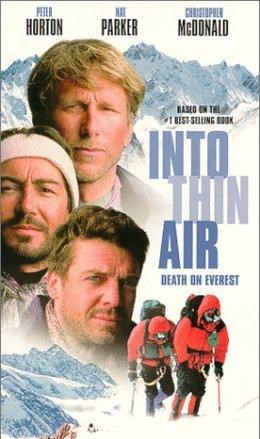 PETER HORTON
NAT PARKER
CHRISTOPHER McDONALD
BASED ON THE
#1 BEST-SELLING BOOK
INTO
THIN
AIR
DEATH ON EVEREST